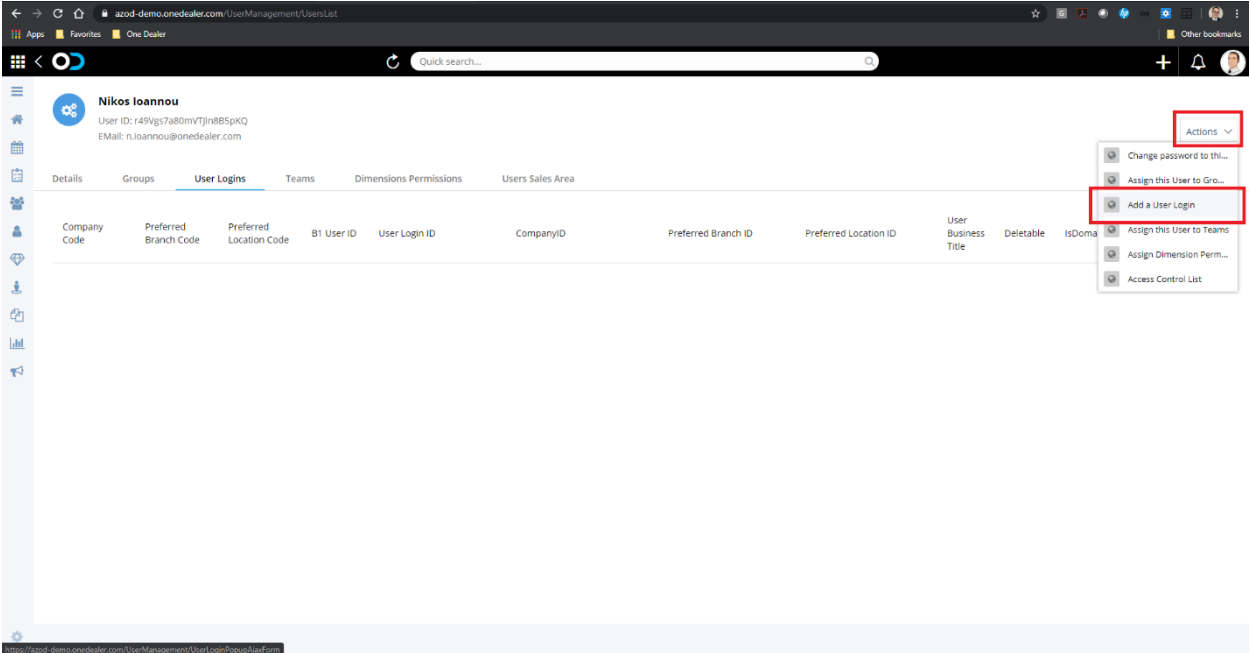 azod-demo.onedealer.com/UserManagement/UsersList
Apps Favorites One Dealer Other bookmarks
Quick search...
Nikos Ioannou
User ID: r49Vgs7a80mVTJln8B5pKQ
EMail: n.ioannou@onedealer.com
Actions
Change password to thi...
Assign this User to Gro...
Add a User Login
Assign this User to Teams
Assign Dimension Perm...
Access Control List
Details Groups User Logins Teams Dimensions Permissions Users Sales Area
Company Code
Preferred Branch Code
Preferred Location Code
B1 User ID
User Login ID
CompanyID
Preferred Branch ID
Preferred Location ID
User Business Title
Deletable
IsDoma
https://azod-demo.onedealer.com/UserManagement/UserLoginPopupAjaxForm